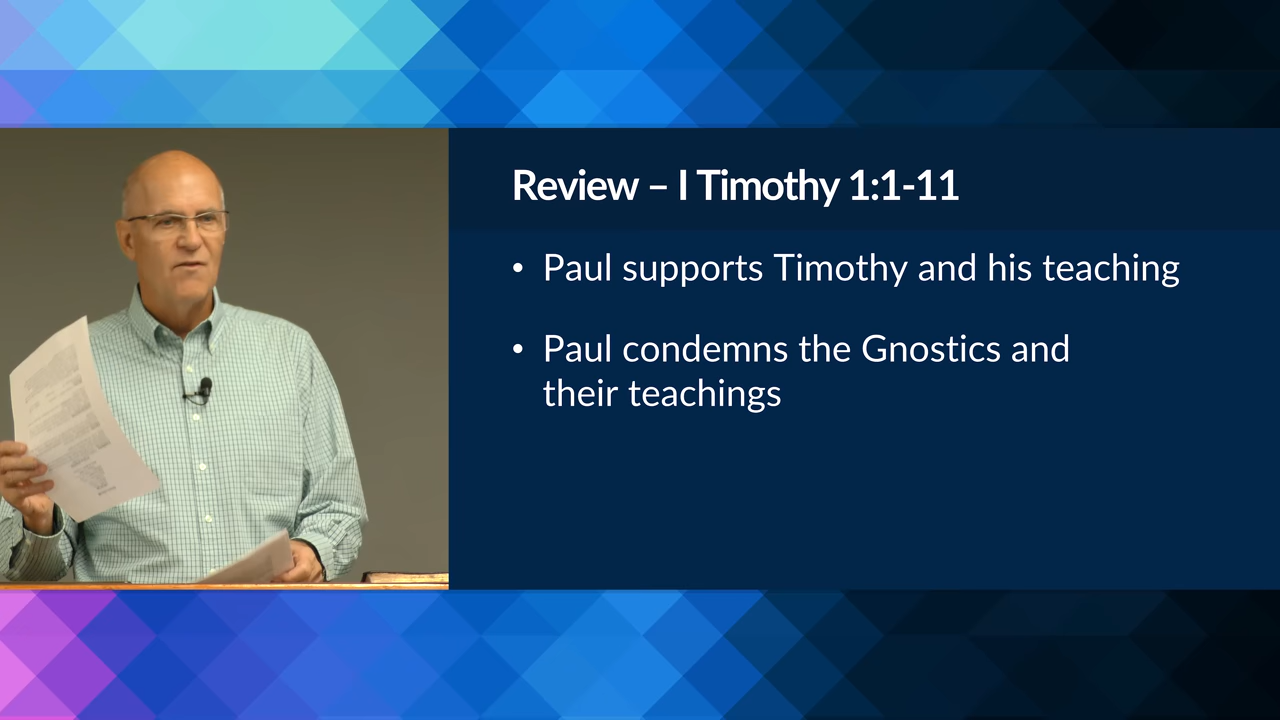 Review – I Timothy 1:1-11
• Paul supports Timothy and his teaching
• Paul condemns the Gnostics and
their teachings